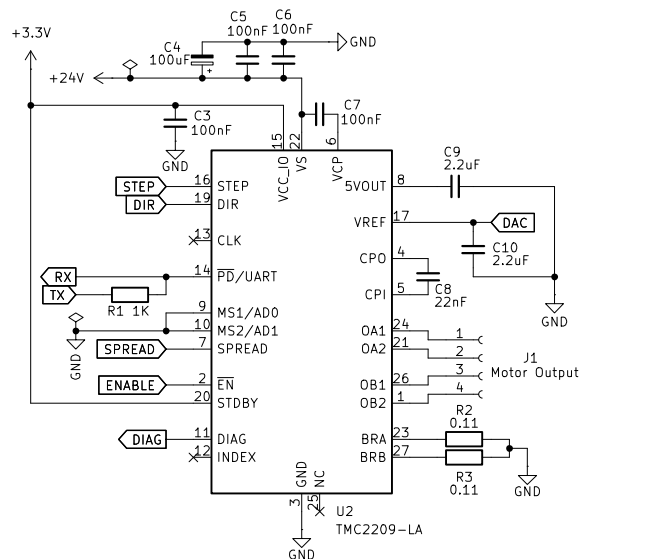 +3.3V
C4
100uF
+
C5
100nF
C6
100nF
GND
+24V
C3
100nF
GND
C7
100nF
15
22
6
VCC_IO
VS
VCP
STEP 16 STEP
DIR 19 DIR
13 CLK
RX 14 PD/UART
TX
R1 1K
9 MS1/AD0
10 MS2/AD1
GND
SPREAD 7 SPREAD
ENABLE 2 EN
20 STDBY
DIAG 11 DIAG
12 INDEX
5VOUT 8
C9
2.2uF
VREF 17 DAC
C10
2.2uF
GND
CPO 4
CPI 5
C8
22nF
OA1 24 1
OA2 21 2
OB1 26 3
OB2 1 4
J1
Motor Output
BRA 23
R2
0.11
BRB 27
R3
0.11
GND
GND
NC
3
25
GND
U2
TMC2209-LA